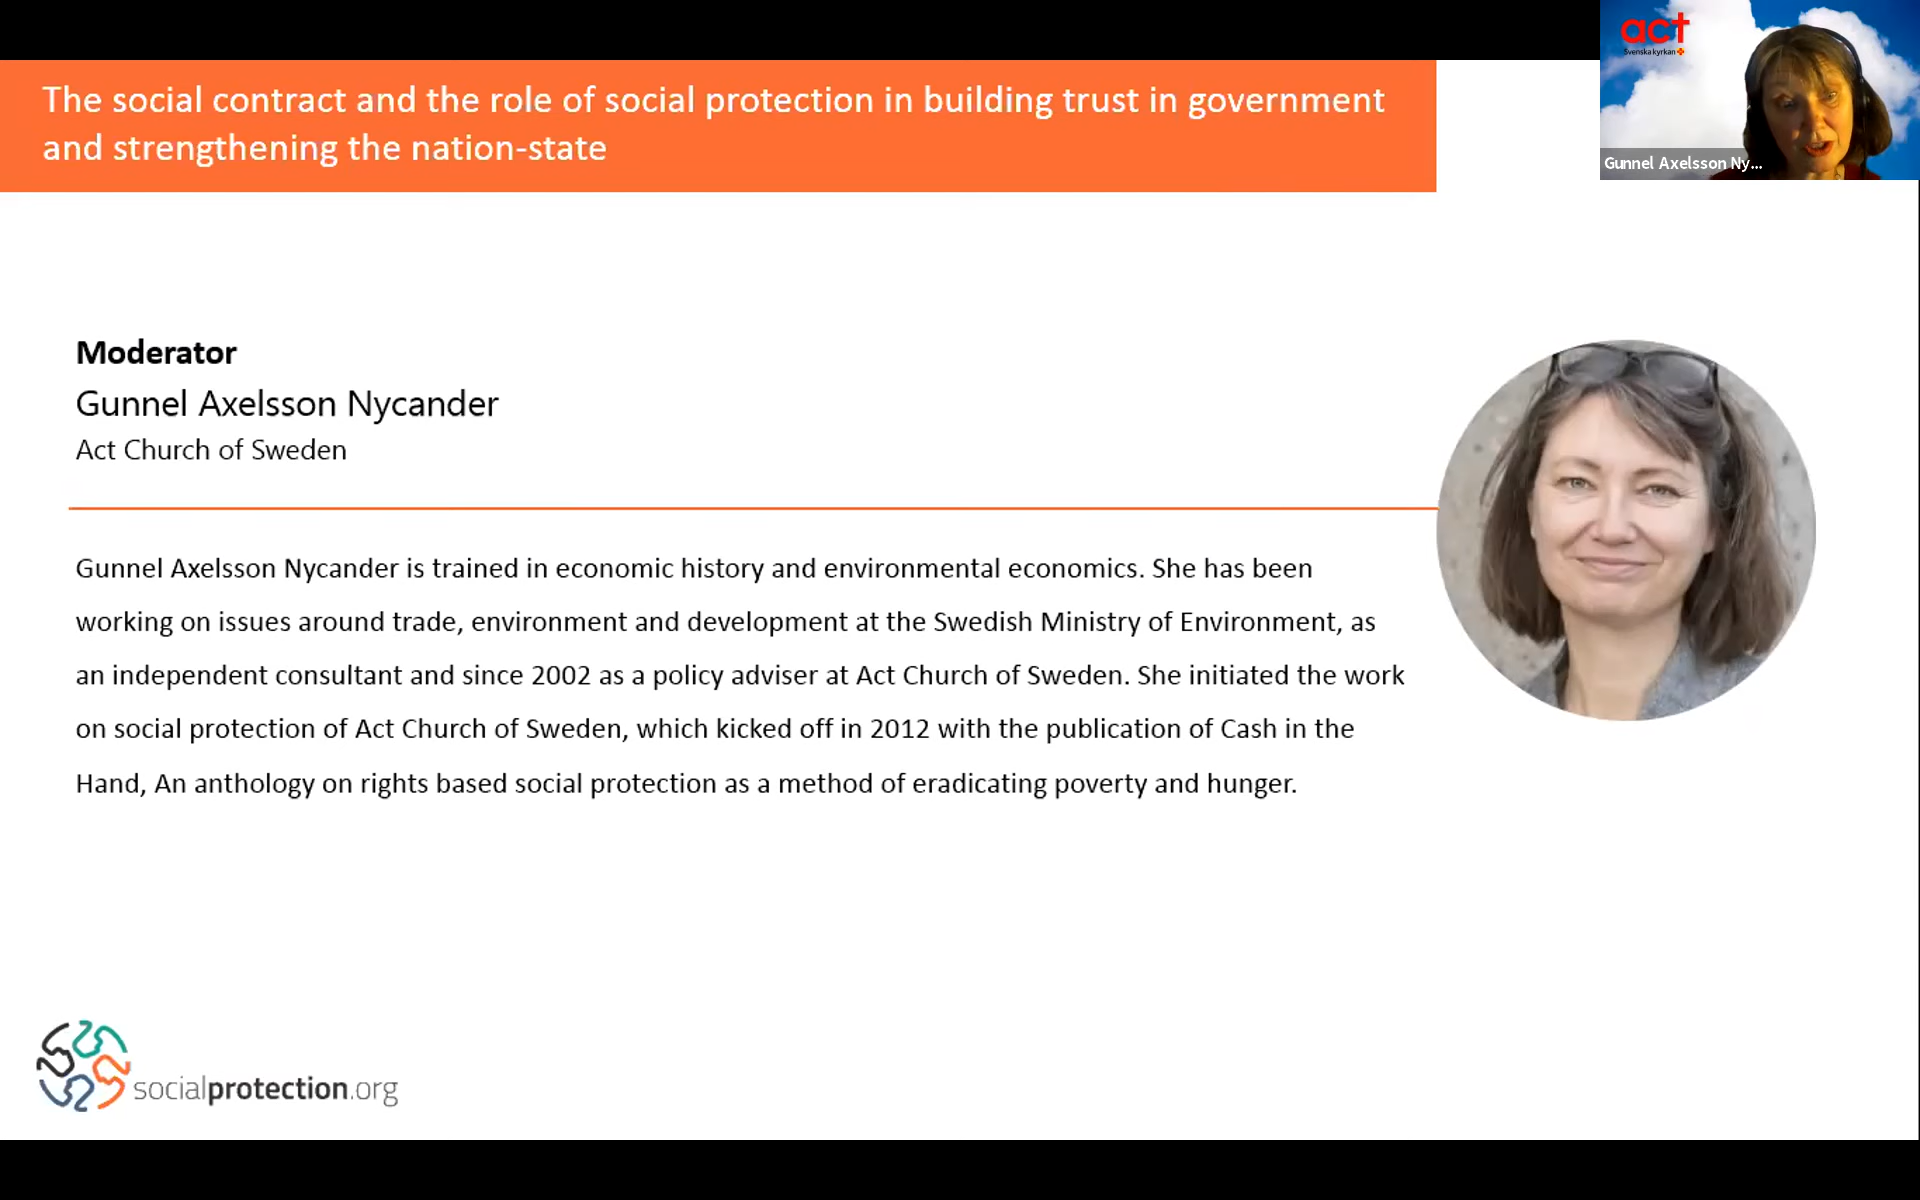 The social contract and the role of social protection in building trust in government
and strengthening the nation-state
act
Svenska kyrkan
Gunnel Axelsson Ny...
Moderator
Gunnel Axelsson Nycander
Act Church of Sweden
Gunnel Axelsson Nycander is trained in economic history and environmental economics. She has been
working on issues around trade, environment and development at the Swedish Ministry of Environment, as
an independent consultant and since 2002 as a policy adviser at Act Church of Sweden. She initiated the work
on social protection of Act Church of Sweden, which kicked off in 2012 with the publication of Cash in the
Hand, An anthology on rights based social protection as a method of eradicating poverty and hunger.
socialprotection.org